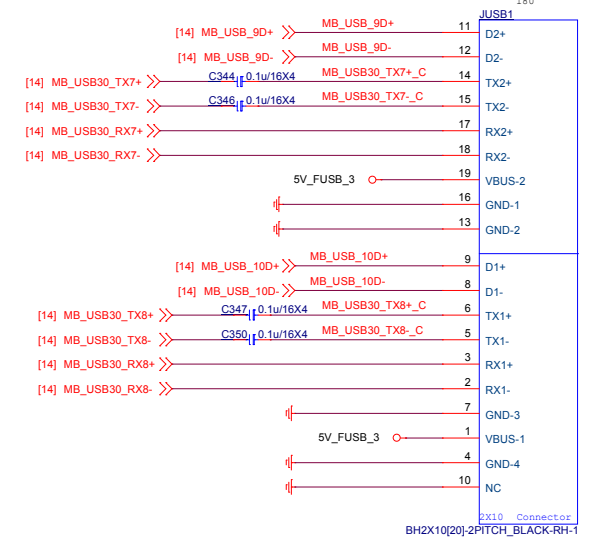 180
JUSB1
[14] MB_USB_9D+ MB_USB_9D+ 11 D2+
[14] MB_USB_9D- MB_USB_9D- 12 D2-
[14] MB_USB30_TX7+ C344 0.1u/16X4 MB_USB30_TX7+_C 14 TX2+
[14] MB_USB30_TX7- C346 0.1u/16X4 MB_USB30_TX7-_C 15 TX2-
[14] MB_USB30_RX7+ 17 RX2+
[14] MB_USB30_RX7- 18 RX2-
5V_FUSB_3 19 VBUS-2
16 GND-1
13 GND-2
[14] MB_USB_10D+ MB_USB_10D+ 9 D1+
[14] MB_USB_10D- MB_USB_10D- 8 D1-
[14] MB_USB30_TX8+ C347 0.1u/16X4 MB_USB30_TX8+_C 6 TX1+
[14] MB_USB30_TX8- C350 0.1u/16X4 MB_USB30_TX8-_C 5 TX1-
[14] MB_USB30_RX8+ 3 RX1+
[14] MB_USB30_RX8- 2 RX1-
7 GND-3
5V_FUSB_3 1 VBUS-1
4 GND-4
10 NC
2X10 Connector
BH2X10[20]-2PITCH_BLACK-RH-1